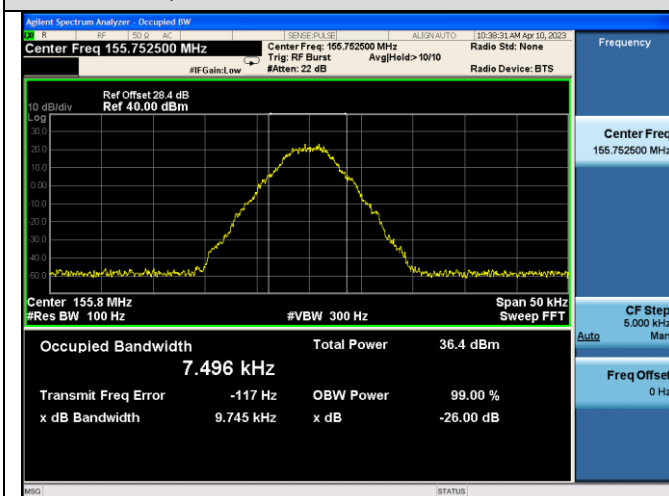 Agilent Spectrum Analyzer - Occupied BW
R RF 50 Ω AC SENSE:PULSE ALIGN AUTO 10:38:31 AM Apr 10, 2023
Center Freq 155.752500 MHz
Center Freq: 155.752500 MHz
Radio Std: None
Trig: RF Burst Avg|Hold:> 10/10
#IFGain:Low
#Atten: 22 dB
Radio Device: BTS
Ref Offset 28.4 dB
10 dB/div Ref 40.00 dBm
Log
30.0
20.0
10.0
0.00
-10.0
-20.0
-30.0
-40.0
-50.0
Center 155.8 MHz
Span 50 kHz
#Res BW 100 Hz
#VBW 300 Hz
Sweep FFT
Occupied Bandwidth
Total Power 36.4 dBm
7.496 kHz
Transmit Freq Error -117 Hz
OBW Power 99.00 %
x dB Bandwidth 9.745 kHz
x dB -26.00 dB
MSG
STATUS
Frequency
Center Freq
155.752500 MHz
CF Step
5.000 kHz
Auto Man
Freq Offset
0 Hz